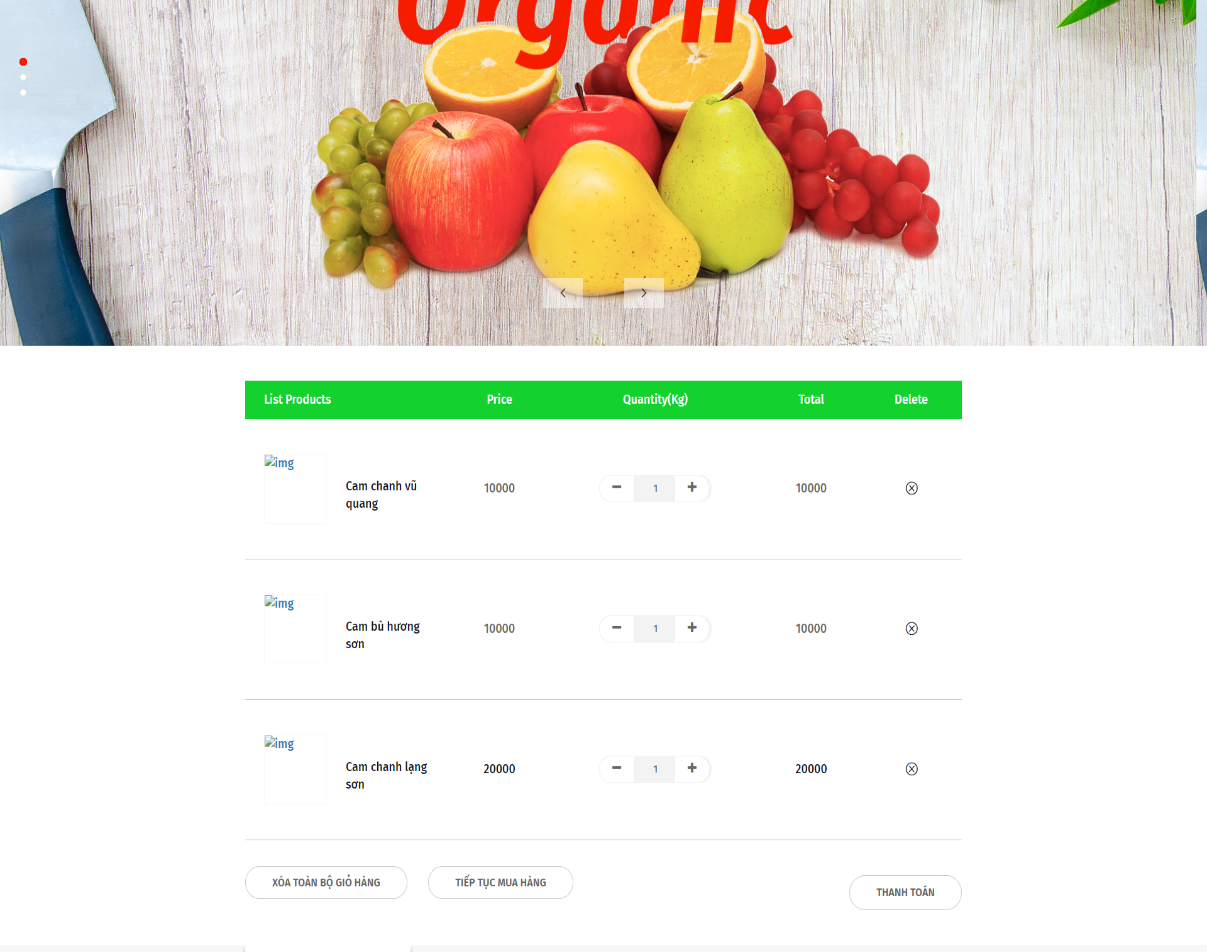 Organic
List Products Price Quantity(Kg) Total Delete
img
Cam chanh vũ
quang
10000 1 10000
img
Cam bù hương
sơn
10000 1 10000
img
Cam chanh lạng
sơn
20000 1 20000
XÓA TOÀN BỘ GIỎ HÀNG TIẾP TỤC MUA HÀNG THANH TOÁN